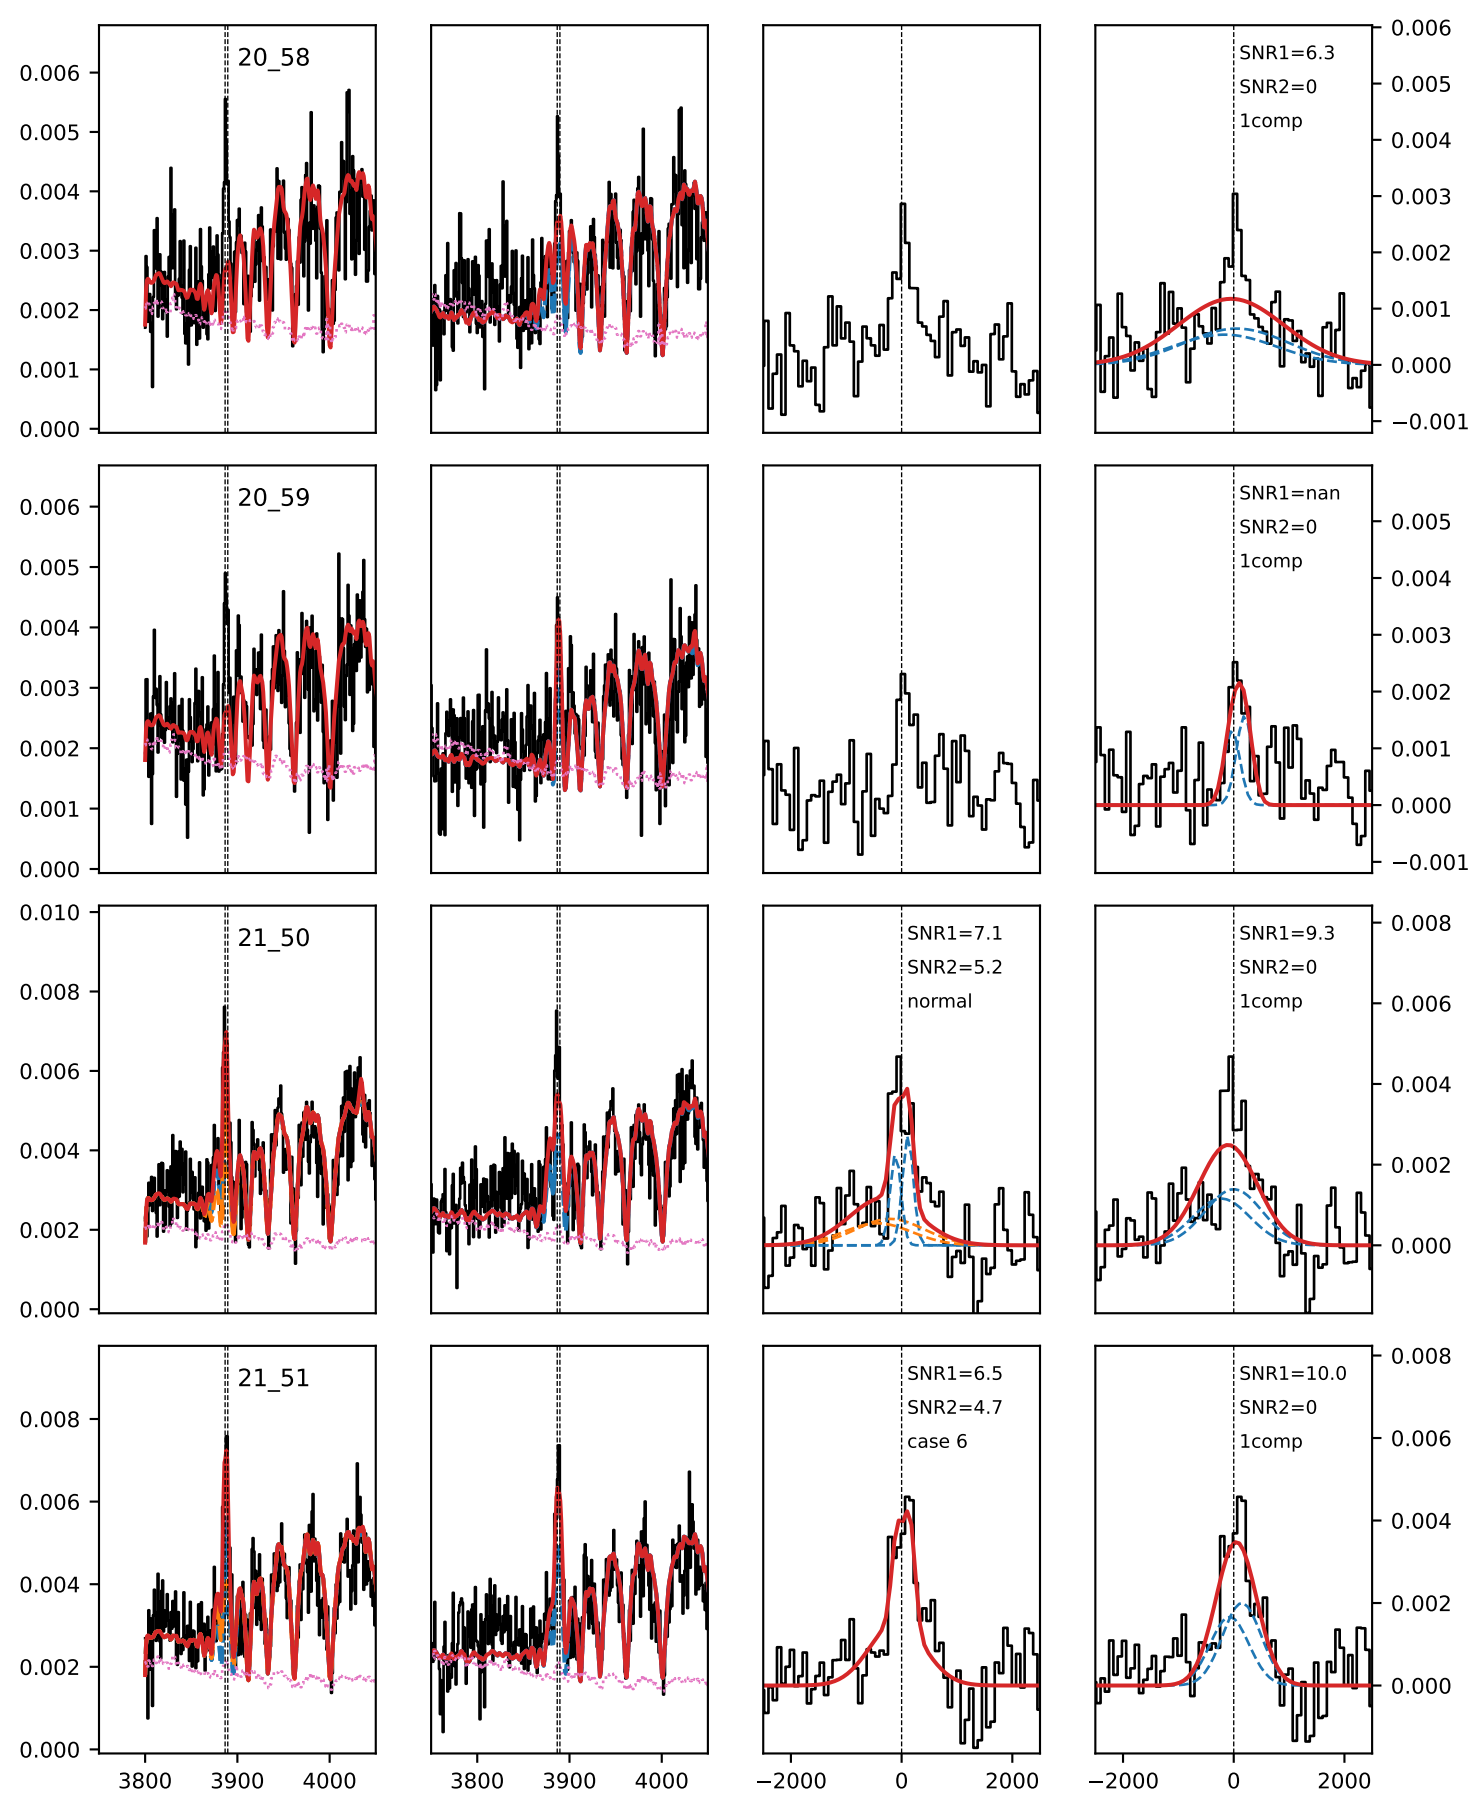 20_58
0.006
0.005
0.004
0.003
0.002
0.001
0.000
SNR1=6.3
SNR2=0
1comp
0.006
0.005
0.004
0.003
0.002
0.001
0.000
−0.001
20_59
0.006
0.005
0.004
0.003
0.002
0.001
0.000
SNR1=nan
SNR2=0
1comp
0.005
0.004
0.003
0.002
0.001
0.000
−0.001
21_50
0.010
0.008
0.006
0.004
0.002
0.000
SNR1=7.1
SNR2=5.2
normal
SNR1=9.3
SNR2=0
1comp
0.008
0.006
0.004
0.002
0.000
21_51
0.008
0.006
0.004
0.002
0.000
SNR1=6.5
SNR2=4.7
case 6
SNR1=10.0
SNR2=0
1comp
0.008
0.006
0.004
0.002
0.000
3800 3900 4000
3800 3900 4000
−2000 0 2000
−2000 0 2000